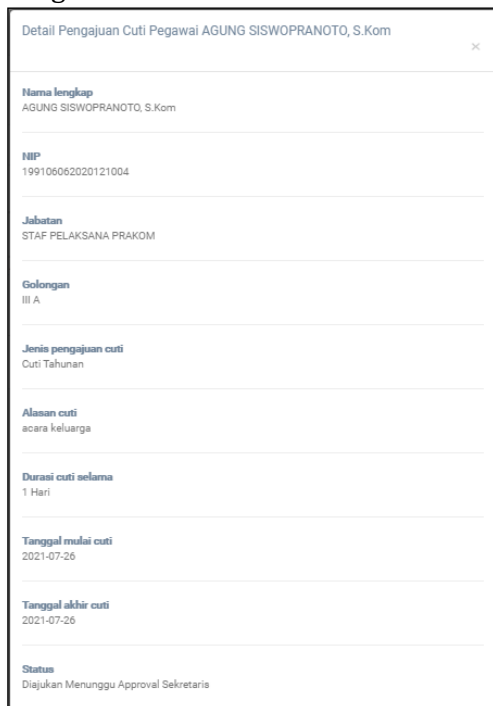 Detail Pengajuan Cuti Pegawai AGUNG SISWOPRANOTO, S.Kom
×
Nama lengkap
AGUNG SISWOPRANOTO, S.Kom
NIP
199106062020121004
Jabatan
STAF PELAKSANA PRAKOM
Golongan
III A
Jenis pengajuan cuti
Cuti Tahunan
Alasan cuti
acara keluarga
Durasi cuti selama
1 Hari
Tanggal mulai cuti
2021-07-26
Tanggal akhir cuti
2021-07-26
Status
Diajukan Menunggu Approval Sekretaris